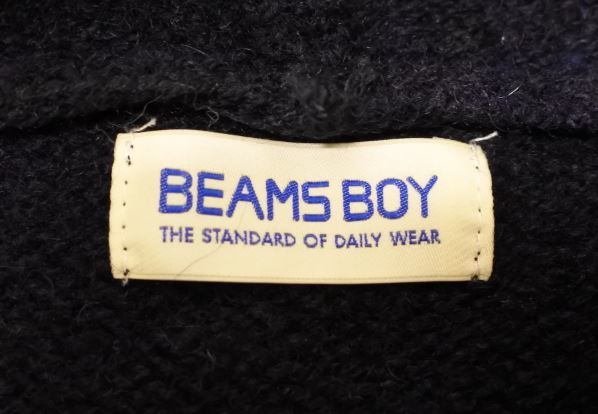 BEAMS BOY
THE STANDARD OF DAILY WEAR